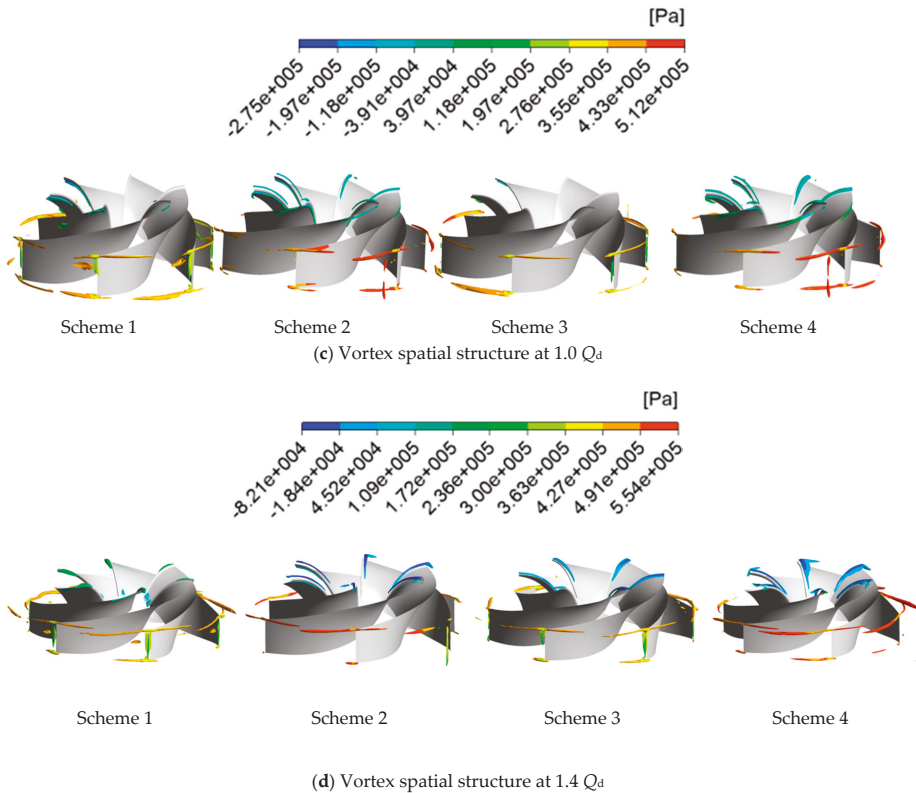 [Pa]
-2.75e+005
-1.97e+005
-1.18e+005
-3.91e+004
3.97e+004
1.18e+005
1.97e+005
2.76e+005
3.55e+005
4.33e+005
5.12e+005
Scheme 1
Scheme 2
Scheme 3
Scheme 4
(c) Vortex spatial structure at 1.0 Qd
[Pa]
-8.21e+004
-1.84e+004
4.52e+004
1.09e+005
1.72e+005
2.36e+005
3.00e+005
3.63e+005
4.27e+005
4.91e+005
5.54e+005
Scheme 1
Scheme 2
Scheme 3
Scheme 4
(d) Vortex spatial structure at 1.4 Qd